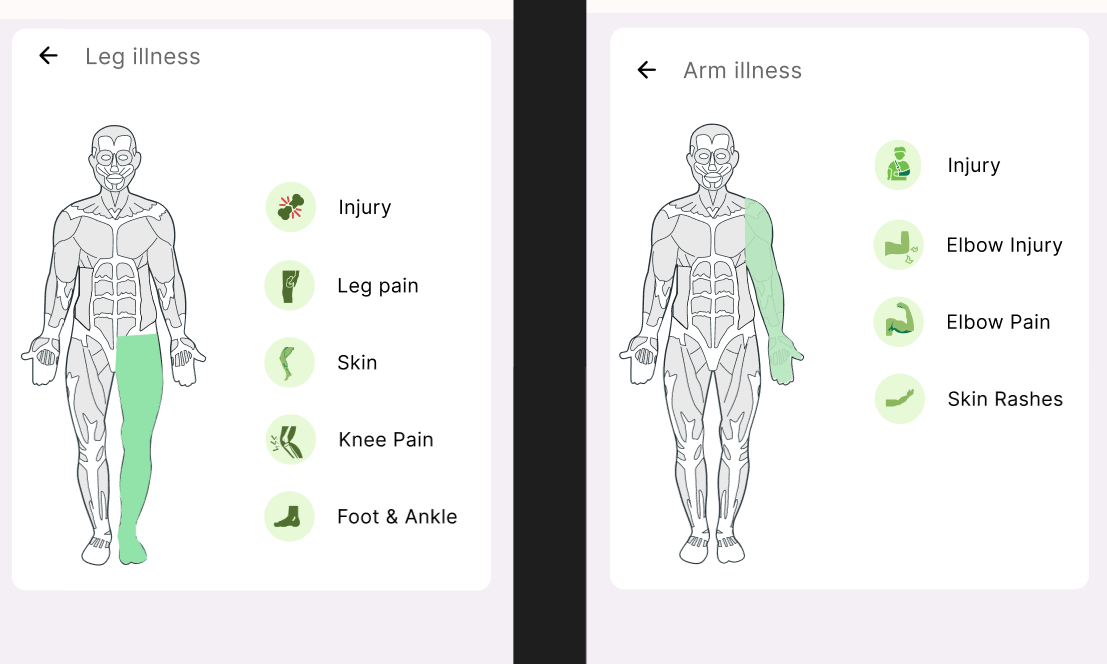 Leg illness
Injury
Leg pain
Skin
Knee Pain
Foot & Ankle
Arm illness
Injury
Elbow Injury
Elbow Pain
Skin Rashes